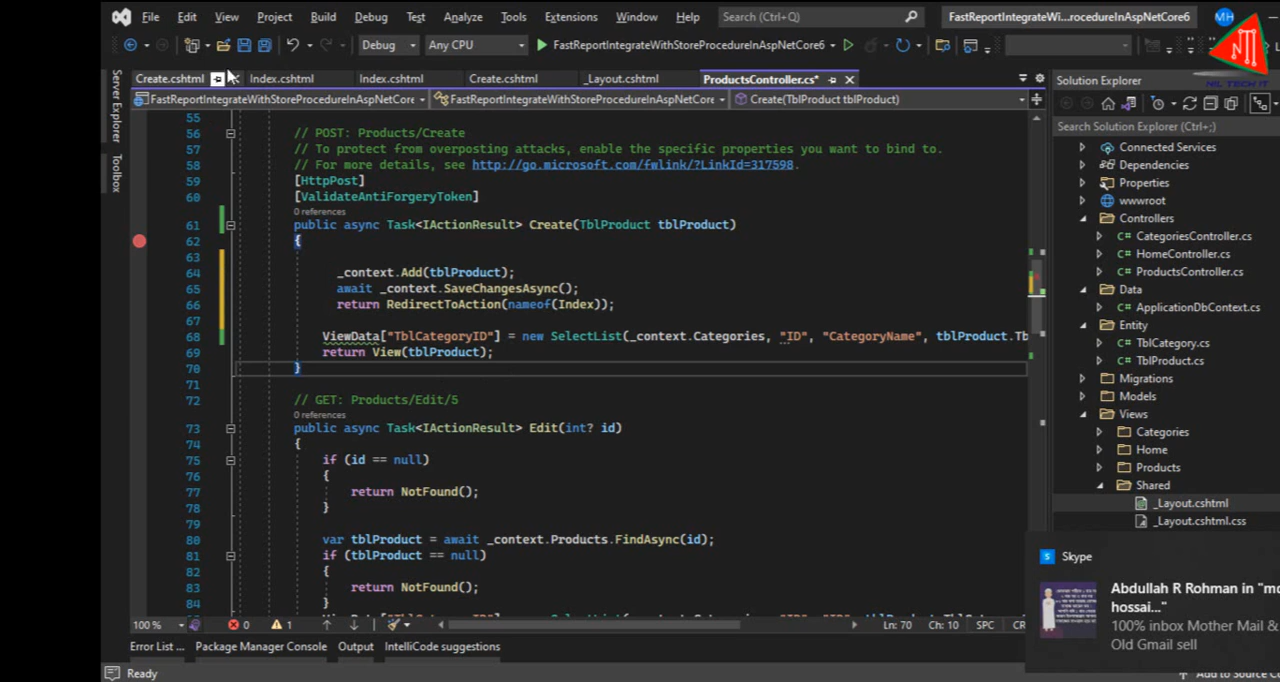 File Edit View Project Build Debug Test Analyze Tools Extensions Window Help Search (Ctrl+Q) FastReportIntegrateWi...rocedureInAspNetCore6 MH
Debug Any CPU FastReportIntegrateWithStoreProcedureInAspNetCore6
ML TECH IT
Create.cshtml Index.cshtml Index.cshtml Create.cshtml _Layout.cshtml ProductsController.cs*
FastReportIntegrateWithStoreProcedureInAspNetCore FastReportIntegrateWithStoreProcedureInAspNetCore Create(TblProduct tblProduct)
Server Explorer
Toolbox
55
56 // POST: Products/Create
57 // To protect from overposting attacks, enable the specific properties you want to bind to.
58 // For more details, see http://go.microsoft.com/fwlink/?LinkId=317598.
59 [HttpPost]
60 [ValidateAntiForgeryToken]
0 references
61 public async Task<IActionResult> Create(TblProduct tblProduct)
62 {
63
64 _context.Add(tblProduct);
65 await _context.SaveChangesAsync();
66 return RedirectToAction(nameof(Index));
67
68 ViewData["TblCategoryID"] = new SelectList(_context.Categories, "ID", "CategoryName", tblProduct.Tb
69 return View(tblProduct);
70 }
71
72 // GET: Products/Edit/5
0 references
73 public async Task<IActionResult> Edit(int? id)
74 {
75 if (id == null)
76 {
77 return NotFound();
78 }
79
80 var tblProduct = await _context.Products.FindAsync(id);
81 if (tblProduct == null)
82 {
83 return NotFound();
84 }
100 % 0 1 Ln: 70 Ch: 10 SPC CR
Error List ... Package Manager Console Output IntelliCode suggestions
Ready
Solution Explorer
Search Solution Explorer (Ctrl+;)
Connected Services
Dependencies
Properties
wwwroot
Controllers
C# CategoriesController.cs
C# HomeController.cs
C# ProductsController.cs
Data
C# ApplicationDbContext.cs
Entity
C# TblCategory.cs
C# TblProduct.cs
Migrations
Models
Views
Categories
Home
Products
Shared
_Layout.cshtml
_Layout.cshtml.css
Skype
Abdullah R Rohman in "mo
hossai..."
100% inbox Mother Mail &
Old Gmail sell
Add to Source Co